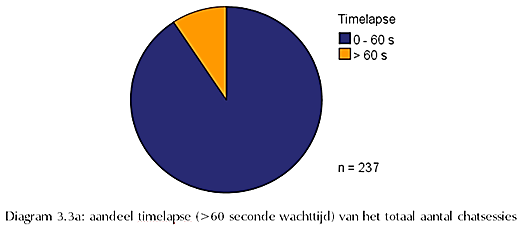 Timelapse
0 - 60 s
> 60 s
n = 237
Diagram 3.3a: aandeel timelapse (>60 seconde wachttijd) van het totaal aantal chatsessies